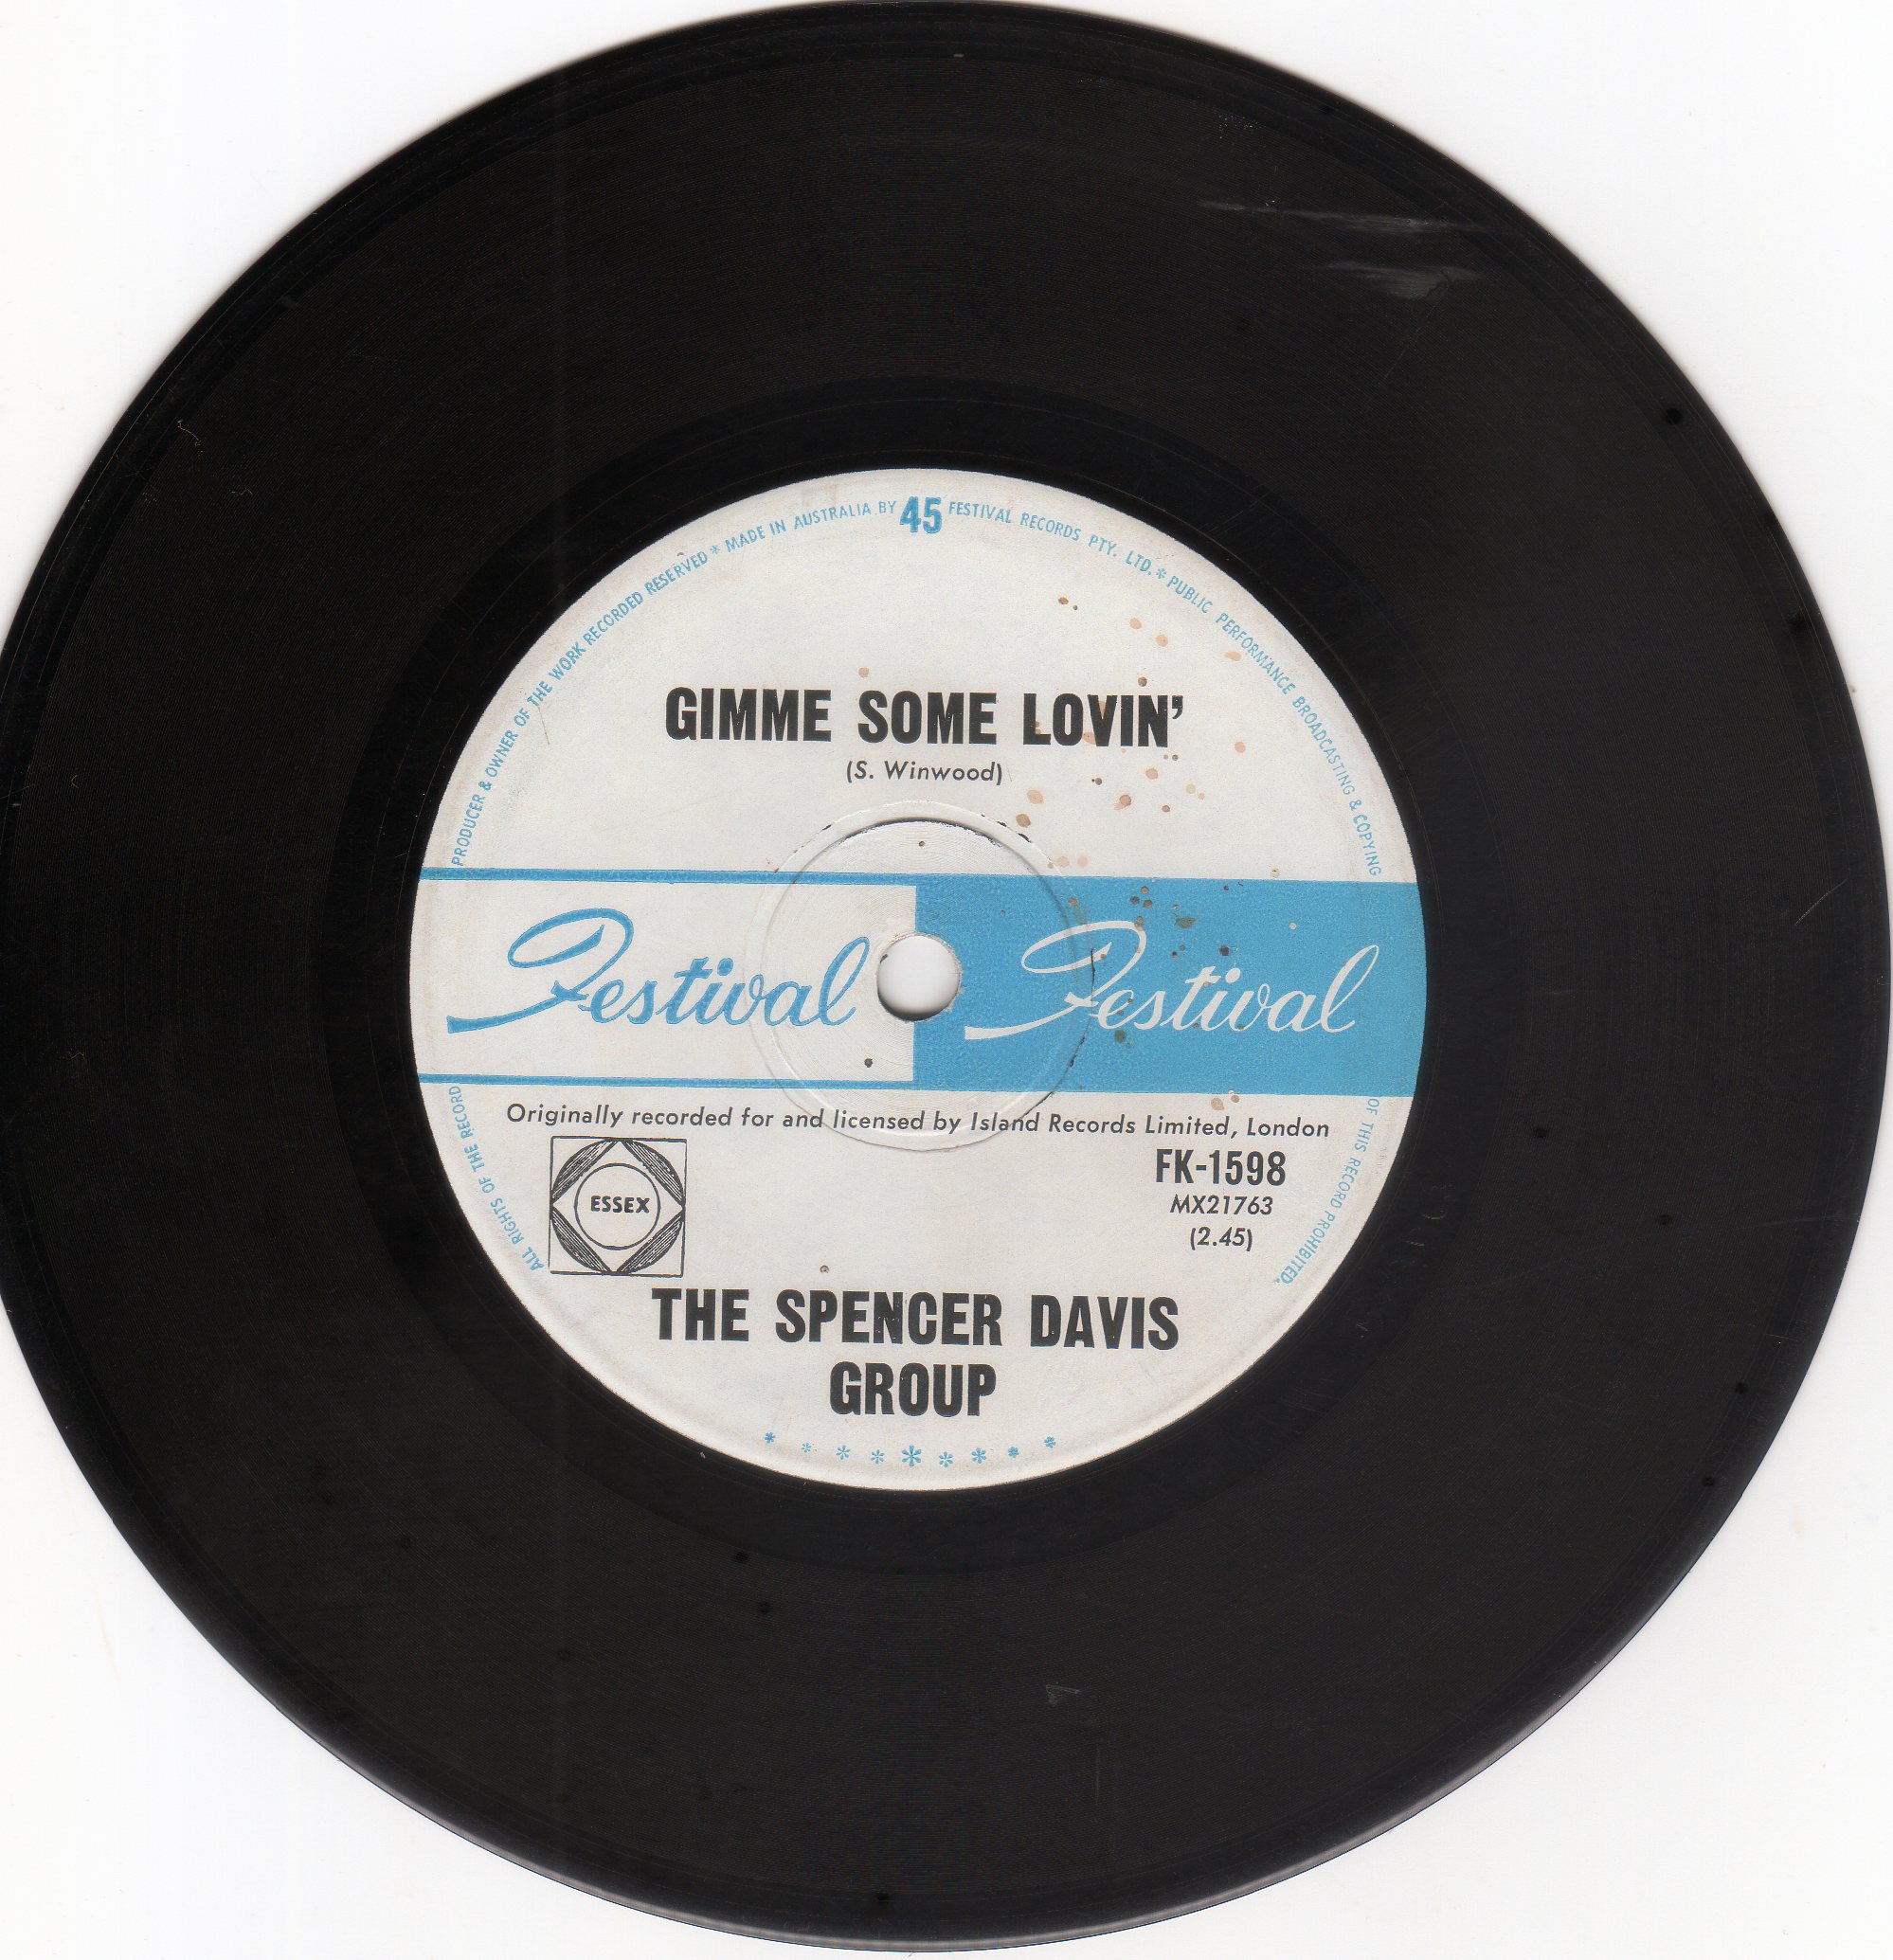 45
MADE IN AUSTRALIA BY FESTIVAL RECORDS PTY. LTD. * PUBLIC PERFORMANCE BROADCASTING & COPYING
OF THIS RECORD PROHIBITED.
ALL RIGHTS OF THE RECORD
PRODUCER & OWNER OF THE WORK RECORDED RESERVED *
GIMME SOME LOVIN'
(S. Winwood)
Festival Festival
Originally recorded for and licensed by Island Records Limited, London
ESSEX
FK-1598
MX21763
(2.45)
THE SPENCER DAVIS
GROUP
* * * * * * * * *